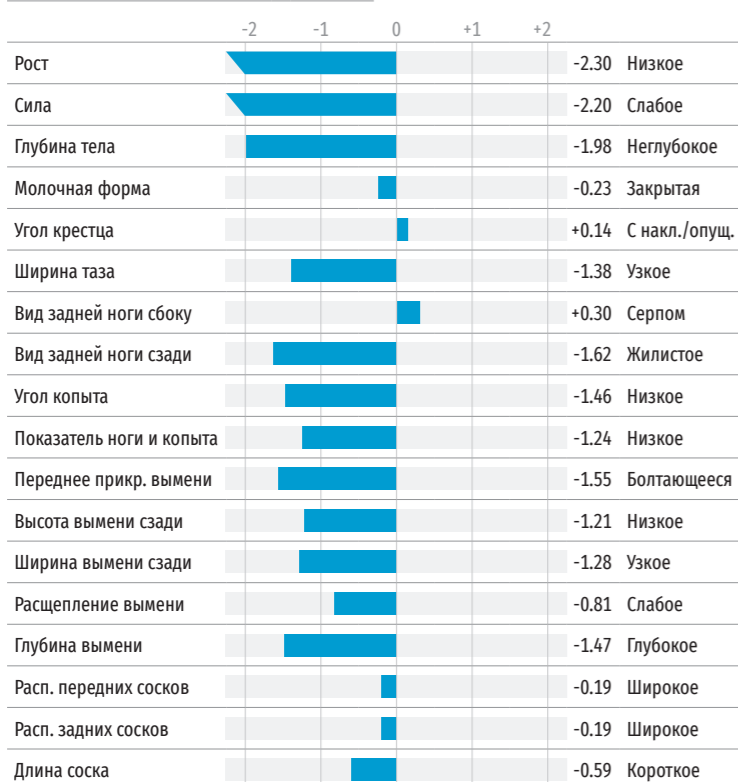 -2 -1 0 +1 +2
Рост -2.30 Низкое
Сила -2.20 Слабое
Глубина тела -1.98 Неглубокое
Молочная форма -0.23 Закрытая
Угол крестца +0.14 С накл./опущ.
Ширина таза -1.38 Узкое
Вид задней ноги сбоку +0.30 Серпом
Вид задней ноги сзади -1.62 Жилистое
Угол копыта -1.46 Низкое
Показатель ноги и копыта -1.24 Низкое
Переднее прикр. вымени -1.55 Болтающееся
Высота вымени сзади -1.21 Низкое
Ширина вымени сзади -1.28 Узкое
Расщепление вымени -0.81 Слабое
Глубина вымени -1.47 Глубокое
Расп. передних сосков -0.19 Широкое
Расп. задних сосков -0.19 Широкое
Длина соска -0.59 Короткое